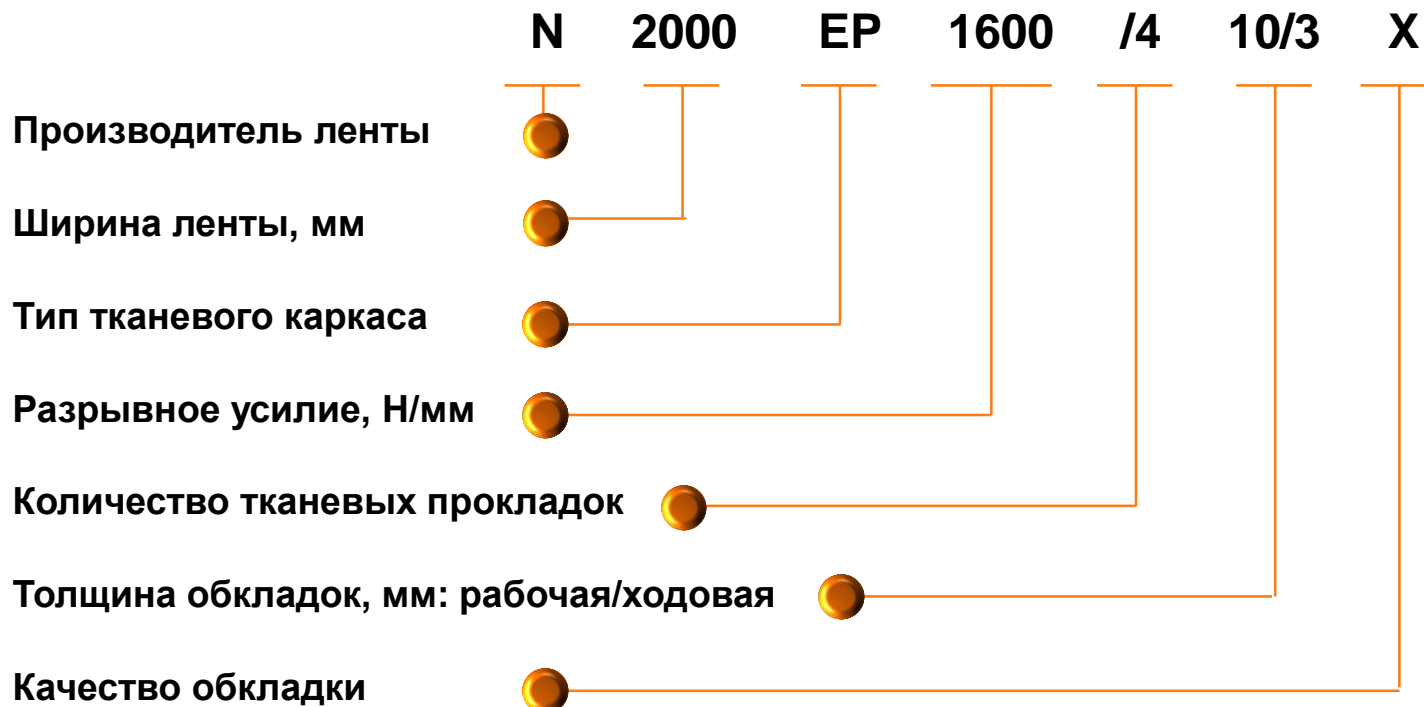 N 2000 EP 1600 /4 10/3 X
Производитель ленты
Ширина ленты, мм
Тип тканевого каркаса
Разрывное усилие, Н/мм
Количество тканевых прокладок
Толщина обкладок, мм: рабочая/ходовая
Качество обкладки